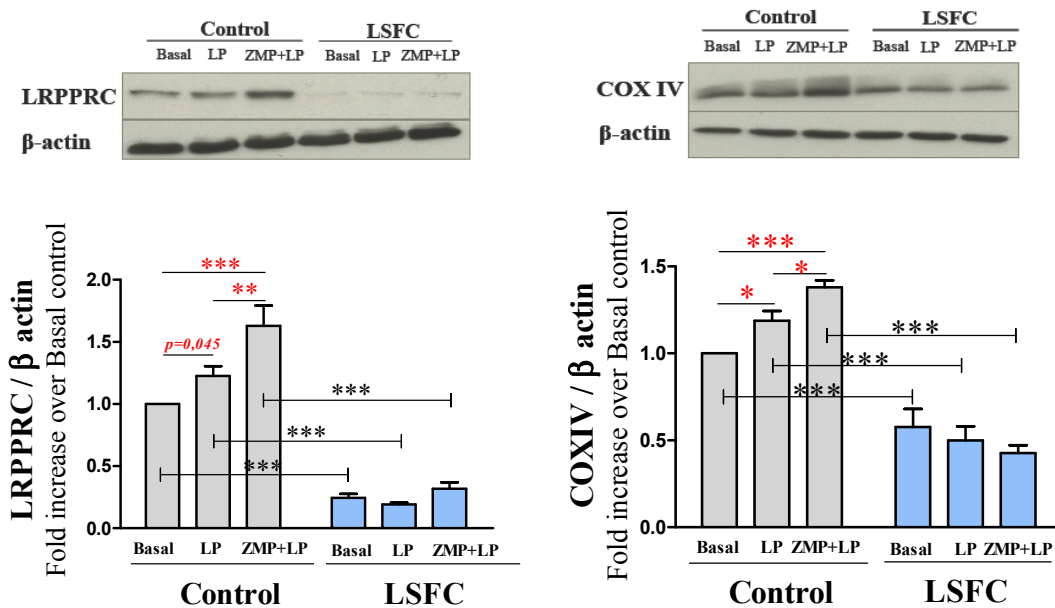 Control LSFC
Basal LP ZMP+LP Basal LP ZMP+LP
LRPPRC
β-actin
LRPPRC / β actin
Fold increase over Basal control
2.0
1.5
1.0
0.5
0.0
***
**
p=0,045
***
***
***
Basal LP ZMP+LP Basal LP ZMP+LP
Control LSFC
Control LSFC
Basal LP ZMP+LP Basal LP ZMP+LP
COX IV
β-actin
COXIV / β actin
Fold increase over Basal control
1.5
1.0
0.5
0.0
***
*
*
***
***
***
Basal LP ZMP+LP Basal LP ZMP+LP
Control LSFC